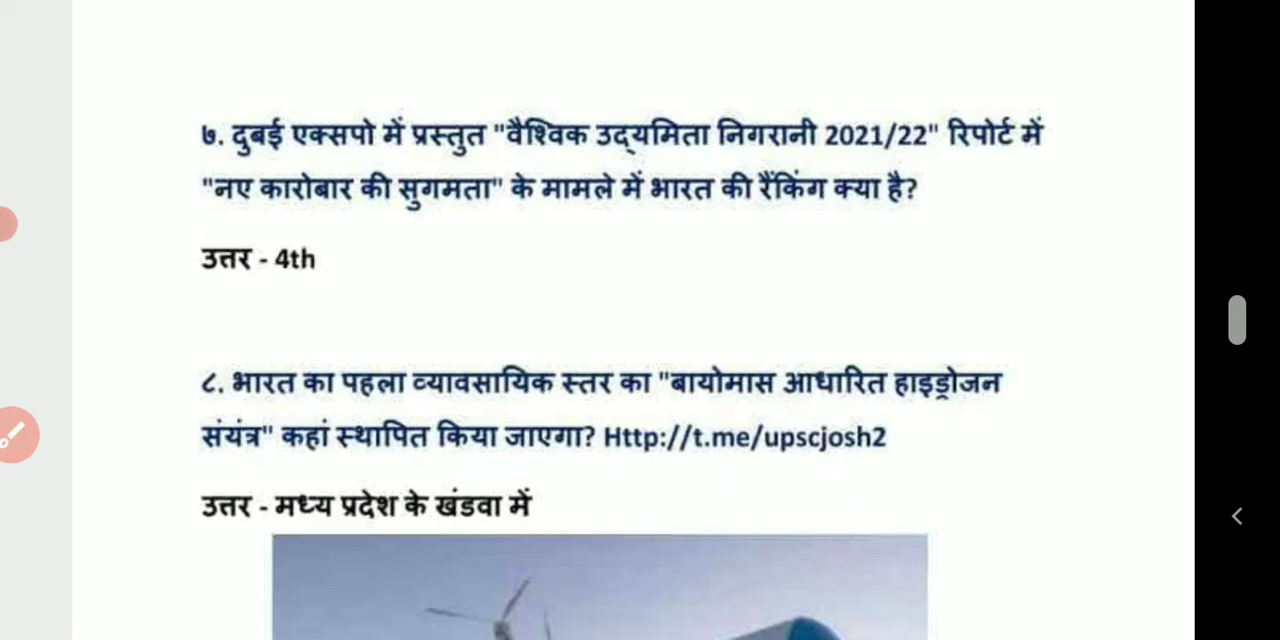 ७. दुबई एक्सपो में प्रस्तुत "वैश्विक उद्यमिता निगरानी 2021/22" रिपोर्ट में
"नए कारोबार की सुगमता" के मामले में भारत की रैंकिंग क्या है?
उत्तर - 4th
८. भारत का पहला व्यावसायिक स्तर का "बायोमास आधारित हाइड्रोजन
संयंत्र" कहां स्थापित किया जाएगा? Http://t.me/upscjosh2
उत्तर - मध्य प्रदेश के खंडवा में